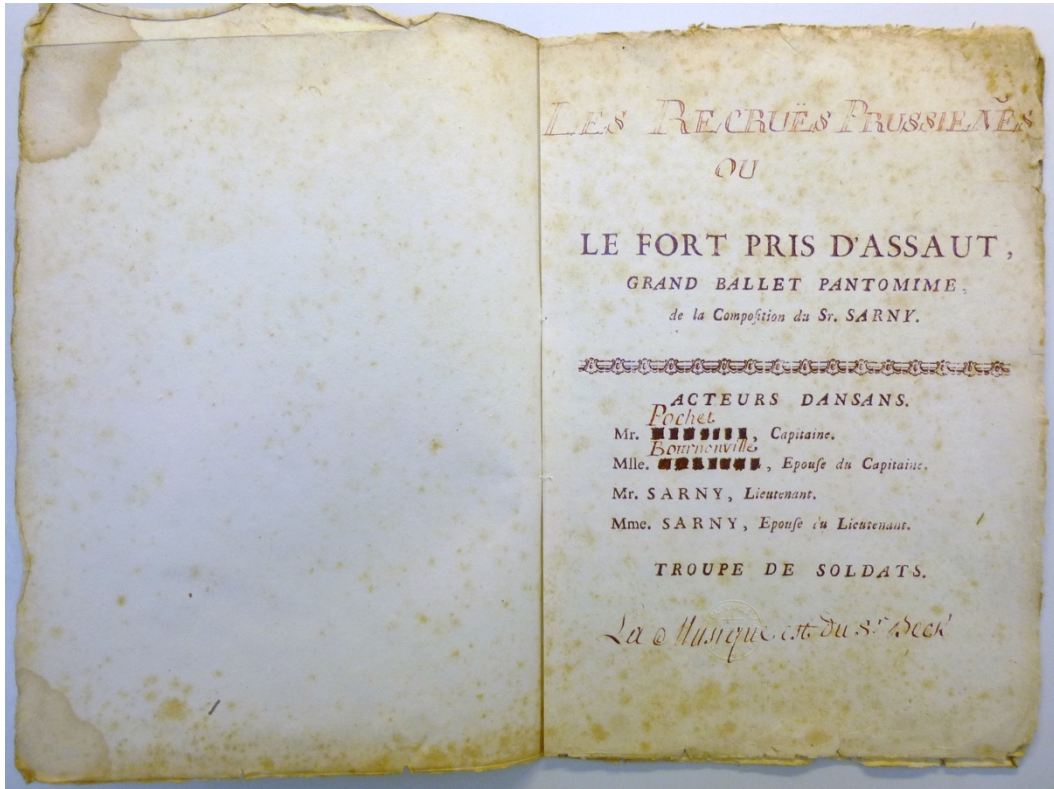 LES RECRUËS PRUSSIEÑES
OU
LE FORT PRIS D'ASSAUT,
GRAND BALLET PANTOMIME,
de la Compoſition du Sr. SARNY.
ACTEURS DANSANS.
Pochet
Mr. , Capitaine.
Bournonville
Mlle. , Epouſe du Capitaine.
Mr. SARNY, Lieutenant.
Mme. SARNY, Epouſe du Lieutenant.
TROUPE DE SOLDATS.
La Musique est du Sr Beck